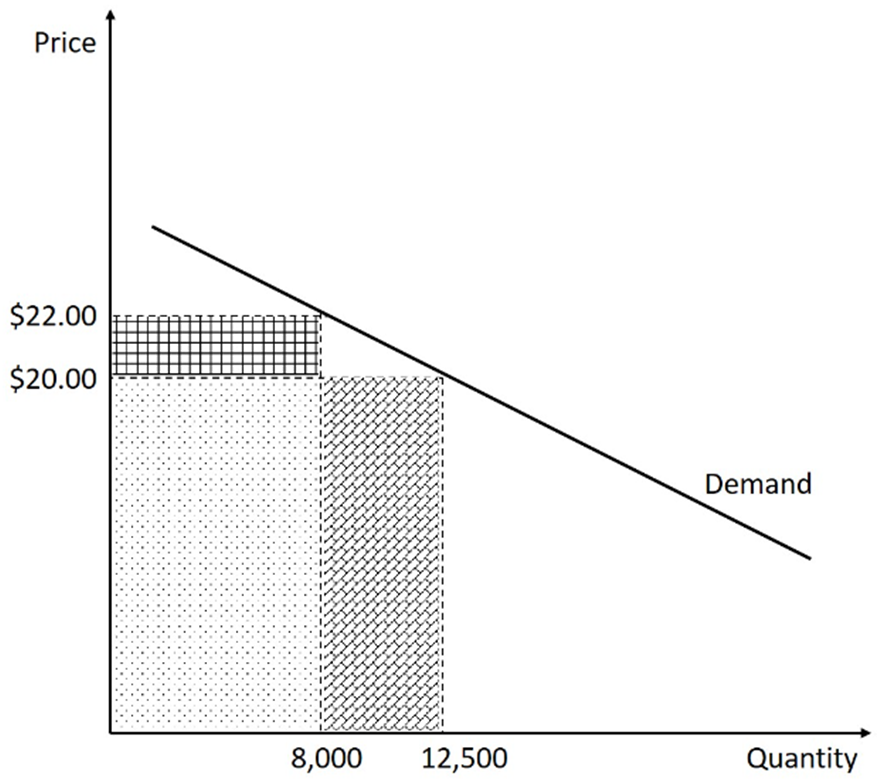 Price
$22.00
$20.00
Demand
8,000
12,500
Quantity